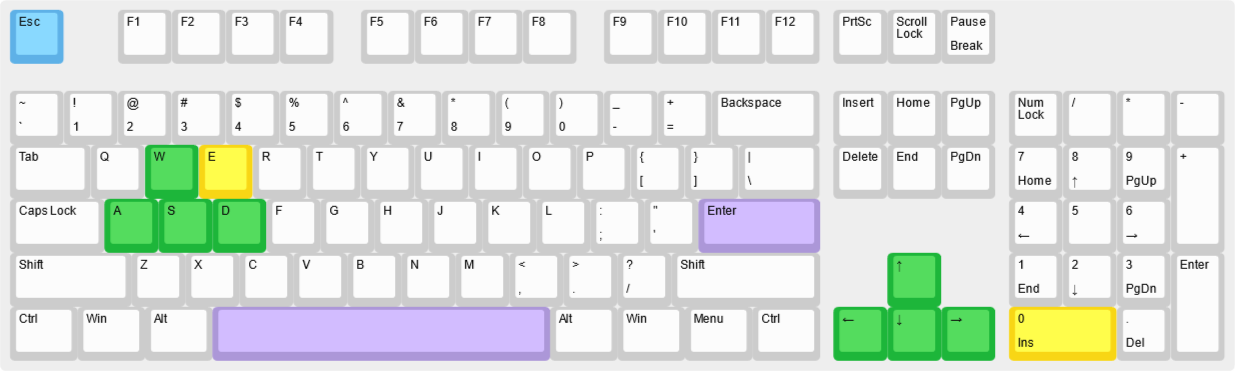 Esc F1 F2 F3 F4 F5 F6 F7 F8 F9 F10 F11 F12 PrtSc Scroll Lock Pause Break
~ ! @ # $ % ^ & * ( ) _ + Backspace Insert Home PgUp Num Lock / * -
` 1 2 3 4 5 6 7 8 9 0 - =
Tab Q W E R T Y U I O P { } | Delete End PgDn 7 8 9 +
[ ] \ Home ↑ PgUp
Caps Lock A S D F G H J K L : " Enter 4 5 6
; ' ← →
Shift Z X C V B N M < > ? Shift ↑ 1 2 3 Enter
, . / End ↓ PgDn
Ctrl Win Alt Alt Win Menu Ctrl ← ↓ → 0 .
Ins Del